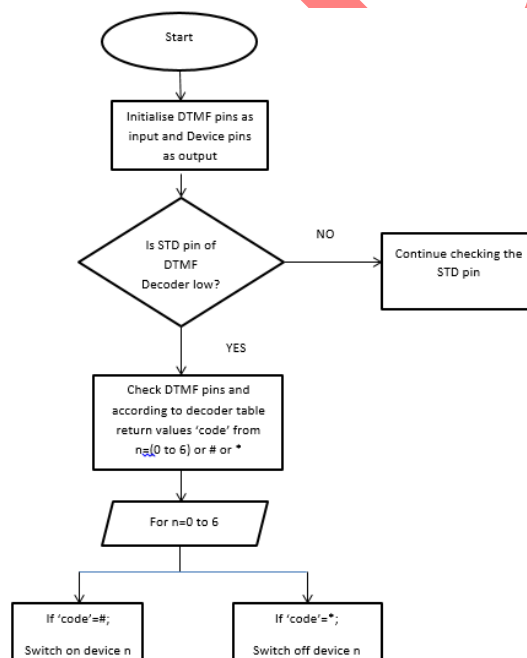 Start
Initialise DTMF pins as
input and Device pins
as output
Is STD pin of
DTMF
Decoder low?
NO
Continue checking the
STD pin
YES
Check DTMF pins and
according to decoder table
return values 'code' from
n=(0 to 6) or # or *
For n=0 to 6
If 'code'=#;
Switch on device n
If 'code'=*;
Switch off device n